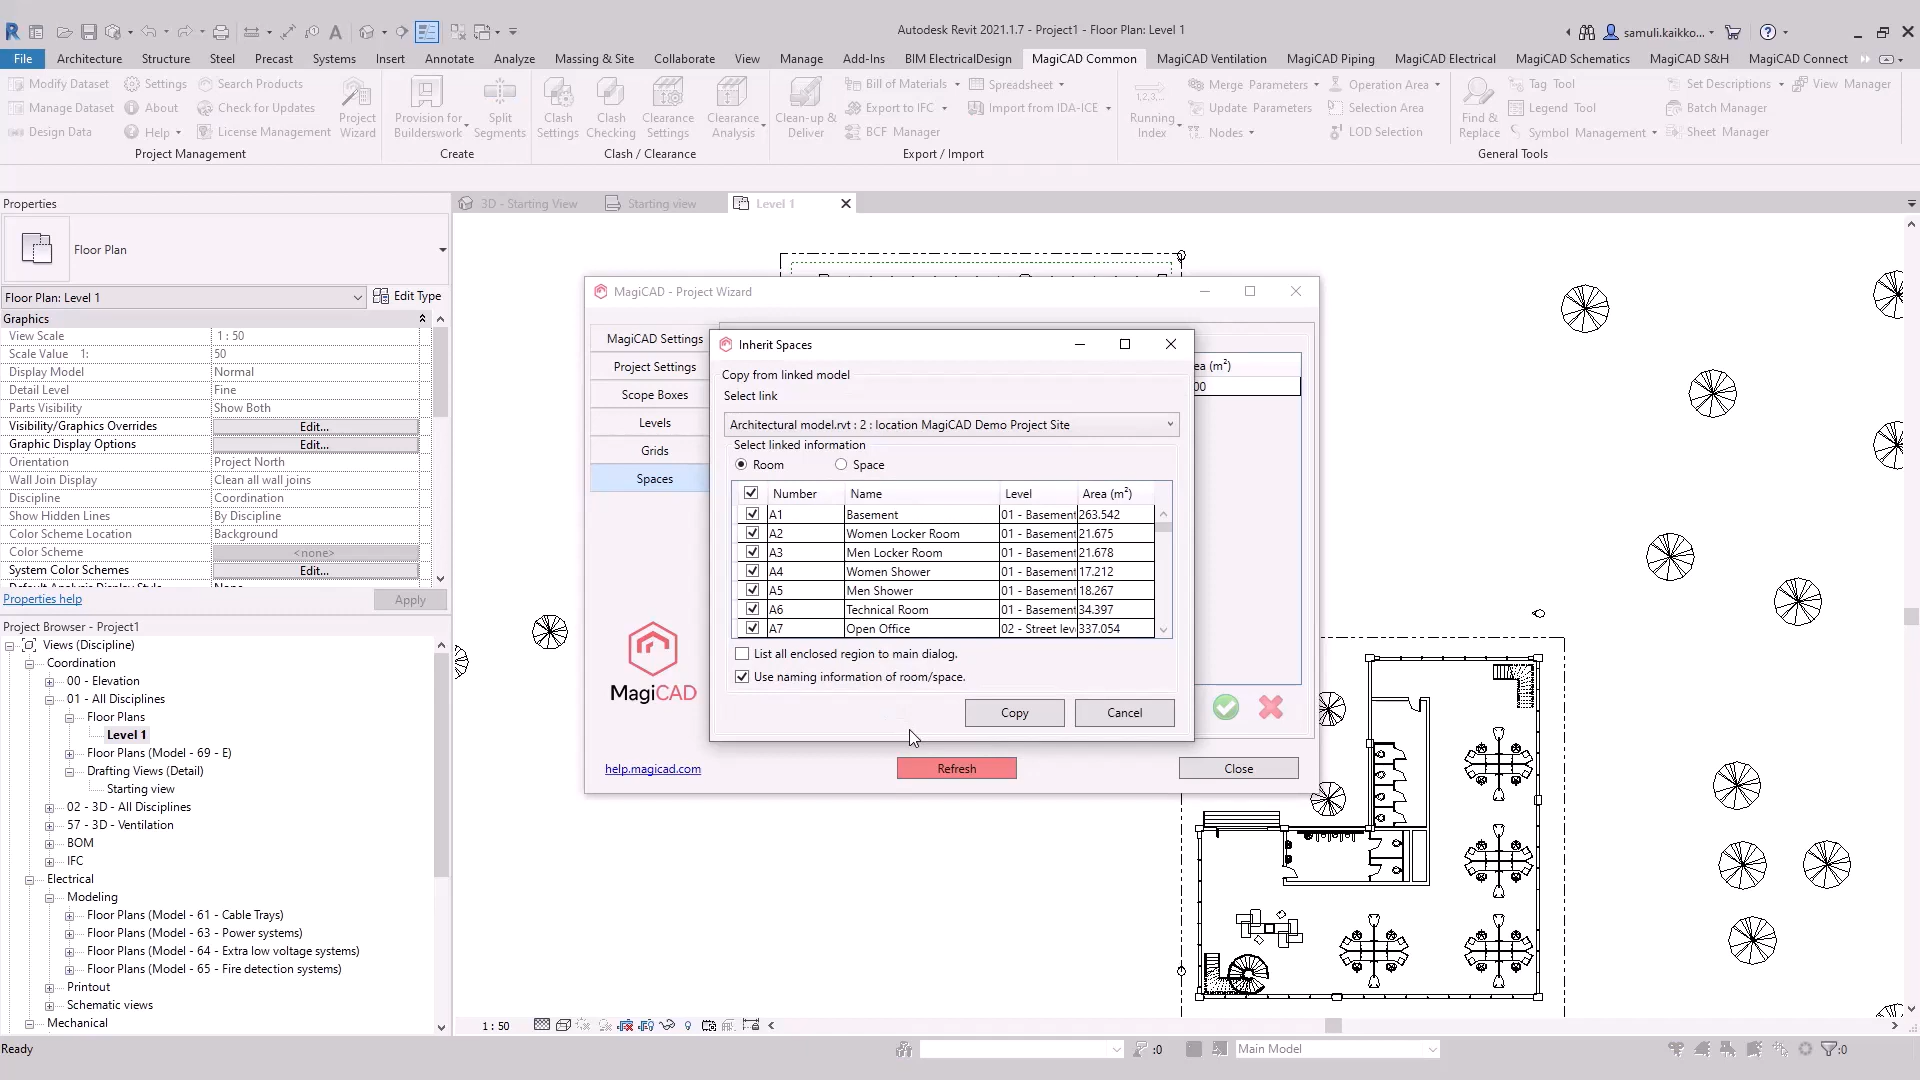 Autodesk Revit 2021.1.7 - Project1 - Floor Plan: Level 1
samuli.kaikko...
File Architecture Structure Steel Precast Systems Insert Annotate Analyze Massing & Site Collaborate View Manage Add-Ins BIM ElectricalDesign MagiCAD Common MagiCAD Ventilation MagiCAD Piping MagiCAD Electrical MagiCAD Schematics MagiCAD S&H MagiCAD Connect
Modify Dataset Settings Search Products
Manage Dataset About Check for Updates
Design Data Help License Management
Project Wizard
Provision for Builderswork
Split Segments
Clash Settings
Clash Checking
Clearance Settings
Clearance Analysis
Clean-up & Deliver
Bill of Materials Spreadsheet
Export to IFC Import from IDA-ICE
BCF Manager
1,2,3,..
Running Index
Merge Parameters Operation Area
Update Parameters Selection Area
Nodes LOD Selection
Find & Replace
Tag Tool Set Descriptions View Manager
Legend Tool Batch Manager
Symbol Management Sheet Manager
Project Management Create Clash / Clearance Export / Import General Tools
Properties
3D - Starting View Starting view Level 1
Floor Plan
Floor Plan: Level 1 Edit Type
Graphics
View Scale 1 : 50
Scale Value 1: 50
Display Model Normal
Detail Level Fine
Parts Visibility Show Both
Visibility/Graphics Overrides Edit...
Graphic Display Options Edit...
Orientation Project North
Wall Join Display Clean all wall joins
Discipline Coordination
Show Hidden Lines By Discipline
Color Scheme Location Background
Color Scheme <none>
System Color Schemes Edit...
Default Analysis Display Style None
Properties help Apply
Project Browser - Project1
Views (Discipline)
Coordination
00 - Elevation
01 - All Disciplines
Floor Plans
Level 1
Floor Plans (Model - 69 - E)
Drafting Views (Detail)
Starting view
02 - 3D - All Disciplines
57 - 3D - Ventilation
BOM
IFC
Electrical
Modeling
Floor Plans (Model - 61 - Cable Trays)
Floor Plans (Model - 63 - Power systems)
Floor Plans (Model - 64 - Extra low voltage systems)
Floor Plans (Model - 65 - Fire detection systems)
Printout
Schematic views
Mechanical
MagiCAD - Project Wizard
MagiCAD Settings
Project Settings
Scope Boxes
Levels
Grids
Spaces
MagiCAD
help.magicad.com
Refresh
Close
ea (m²)
00
Inherit Spaces
Copy from linked model
Select link
Architectural model.rvt : 2 : location MagiCAD Demo Project Site
Select linked information
Room Space
Number Name Level Area (m²)
A1 Basement 01 - Basement 263.542
A2 Women Locker Room 01 - Basement 21.675
A3 Men Locker Room 01 - Basement 21.678
A4 Women Shower 01 - Basement 17.212
A5 Men Shower 01 - Basement 18.267
A6 Technical Room 01 - Basement 34.397
A7 Open Office 02 - Street lev 337.054
List all enclosed region to main dialog.
Use naming information of room/space.
Copy Cancel
1 : 50
Ready
:0
Main Model
:0